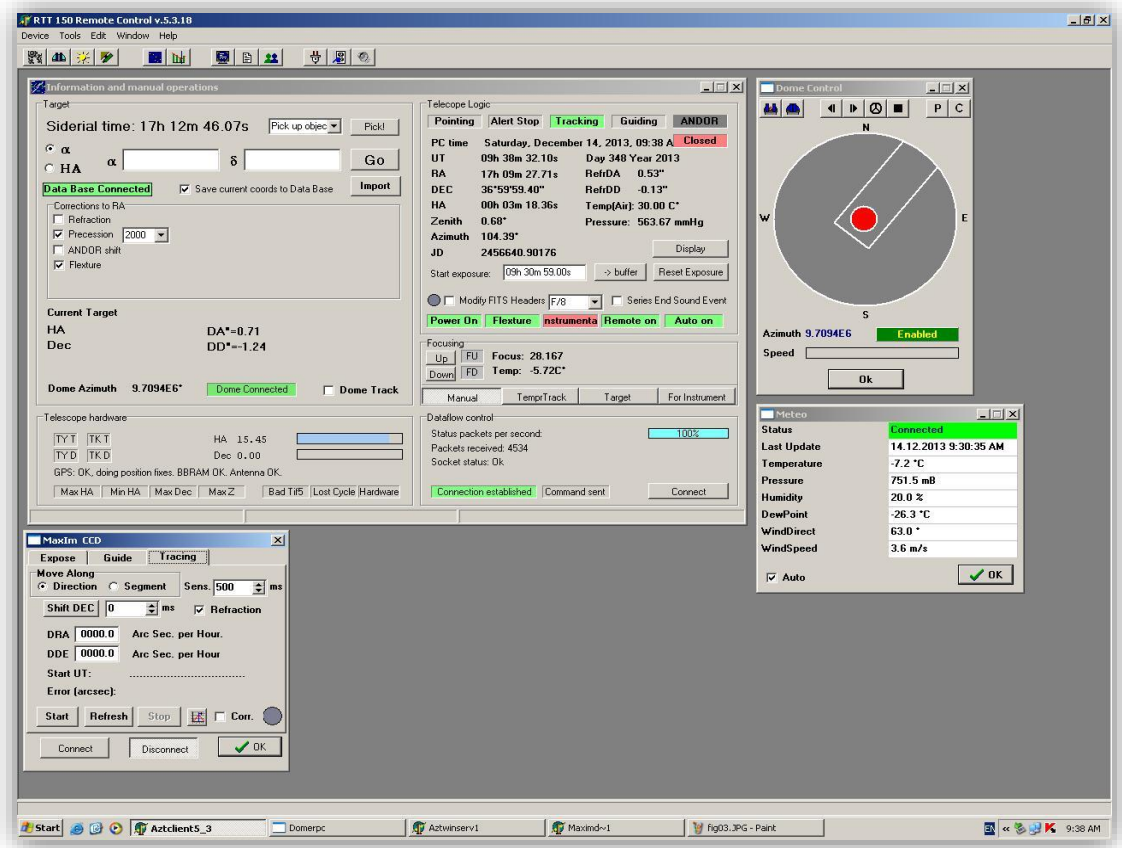 RTT 150 Remote Control v.5.3.18
Device Tools Edit Window Help
Information and manual operations
Target
Siderial time: 17h 12m 46.07s Pick up objec Pick!
α
HA α δ Go
Data Base Connected Save current coords to Data Base Import
Corrections to RA
Refraction
Precession 2000
ANDOR shift
Flexture
Current Target
HA DA"=0.71
Dec DD"=-1.24
Dome Azimuth 9.7094E6° Dome Connected Dome Track
Telescope hardware
TY T TK T HA 15.45
TY D TK D Dec 0.00
GPS: OK, doing position fixes. BBRAM OK. Antenna OK.
Max HA Min HA Max Dec Max Z Bad Tif5 Lost Cycle Hardware
Telecope Logic
Pointing Alert Stop Tracking Guiding ANDOR
PC time Saturday, December 14, 2013, 09:38 A Closed
UT 09h 38m 32.10s Day 348 Year 2013
RA 17h 09m 27.71s RefrDA 0.53"
DEC 36°59'59.40" RefrDD -0.13"
HA 00h 03m 18.36s Temp(Air): 30.00 C°
Zenith 0.68° Pressure: 563.67 mmHg
Azimuth 104.39°
JD 2456640.90176 Display
Start exposure: 09h 30m 59.00s -> buffer Reset Exposure
Modify FITS Headers F/8 Series End Sound Event
Power On Flexture nstrumenta Remote on Auto on
Focusing
Up FU Focus: 28.167
Down FD Temp: -5.72C°
Manual TemprTrack Target For Instrument
Dataflow control
Status packets per second: 100%
Packets received: 4534
Socket status: Ok
Connection established Command sent Connect
Dome Control
P C
N
W E
S
Azimuth 9.7094E6 Enabled
Speed
Ok
Meteo
Status Connected
Last Update 14.12.2013 9:30:35 AM
Temperature -7.2 °C
Pressure 751.5 mB
Humidity 20.0 %
DewPoint -26.3 °C
WindDirect 63.0 °
WindSpeed 3.6 m/s
Auto OK
MaxIm CCD
Expose Guide Tracing
Move Along
Direction Segment Sens. 500 ms
Shift DEC 0 ms Refraction
DRA 0000.0 Arc Sec. per Hour.
DDE 0000.0 Arc Sec. per Hour
Start UT: ................................
Error (arcsec):
Start Refresh Stop Corr.
Connect Disconnect OK
Start Aztclient5_3 Domerpc Aztwinserv1 Maximd~1 fig03.JPG - Paint EN « K 9:38 AM